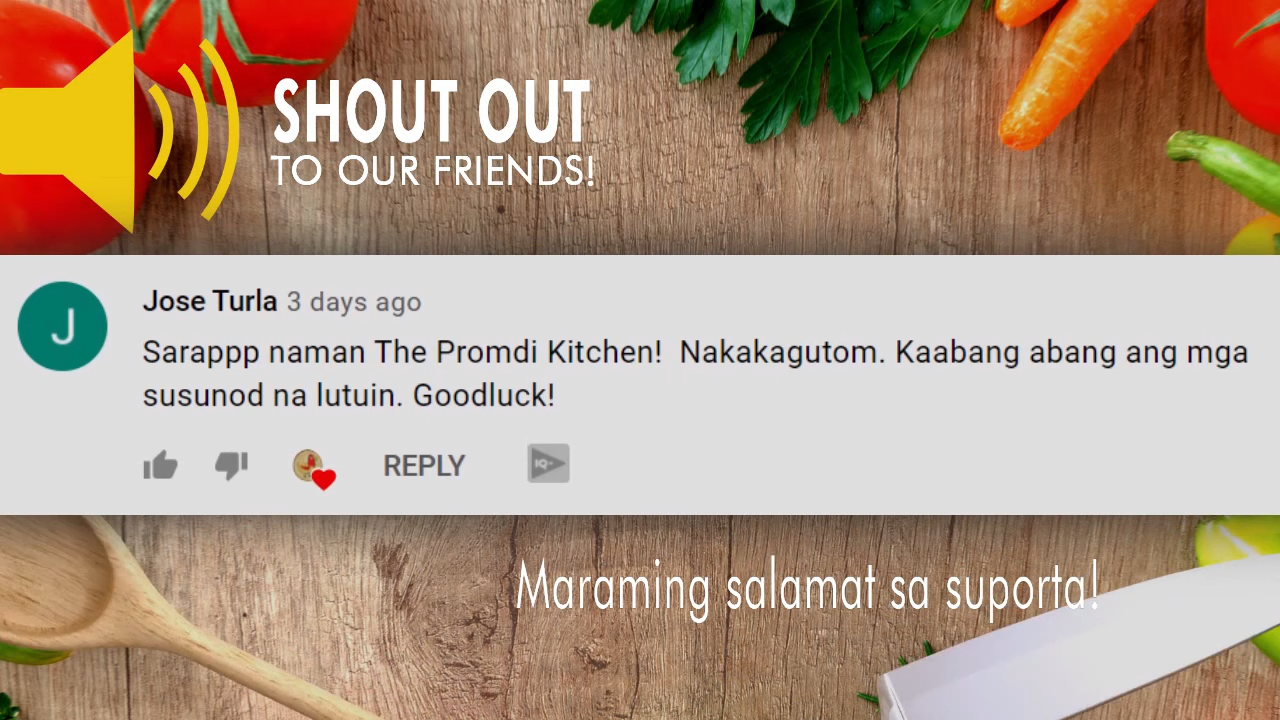 SHOUT OUT
TO OUR FRIENDS!
J
Jose Turla 3 days ago
Sarappp naman The Promdi Kitchen!  Nakakagutom. Kaabang abang ang mga
susunod na lutuin. Goodluck!
REPLY
IQ
Maraming salamat sa suporta!